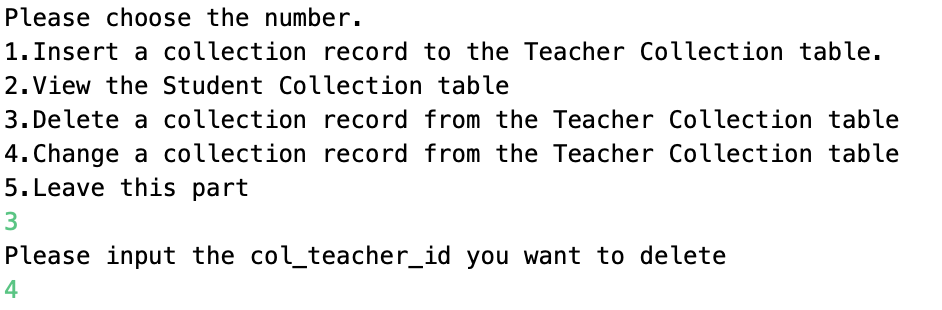 Please choose the number.
1.Insert a collection record to the Teacher Collection table.
2.View the Student Collection table
3.Delete a collection record from the Teacher Collection table
4.Change a collection record from the Teacher Collection table
5.Leave this part
3
Please input the col_teacher_id you want to delete
4